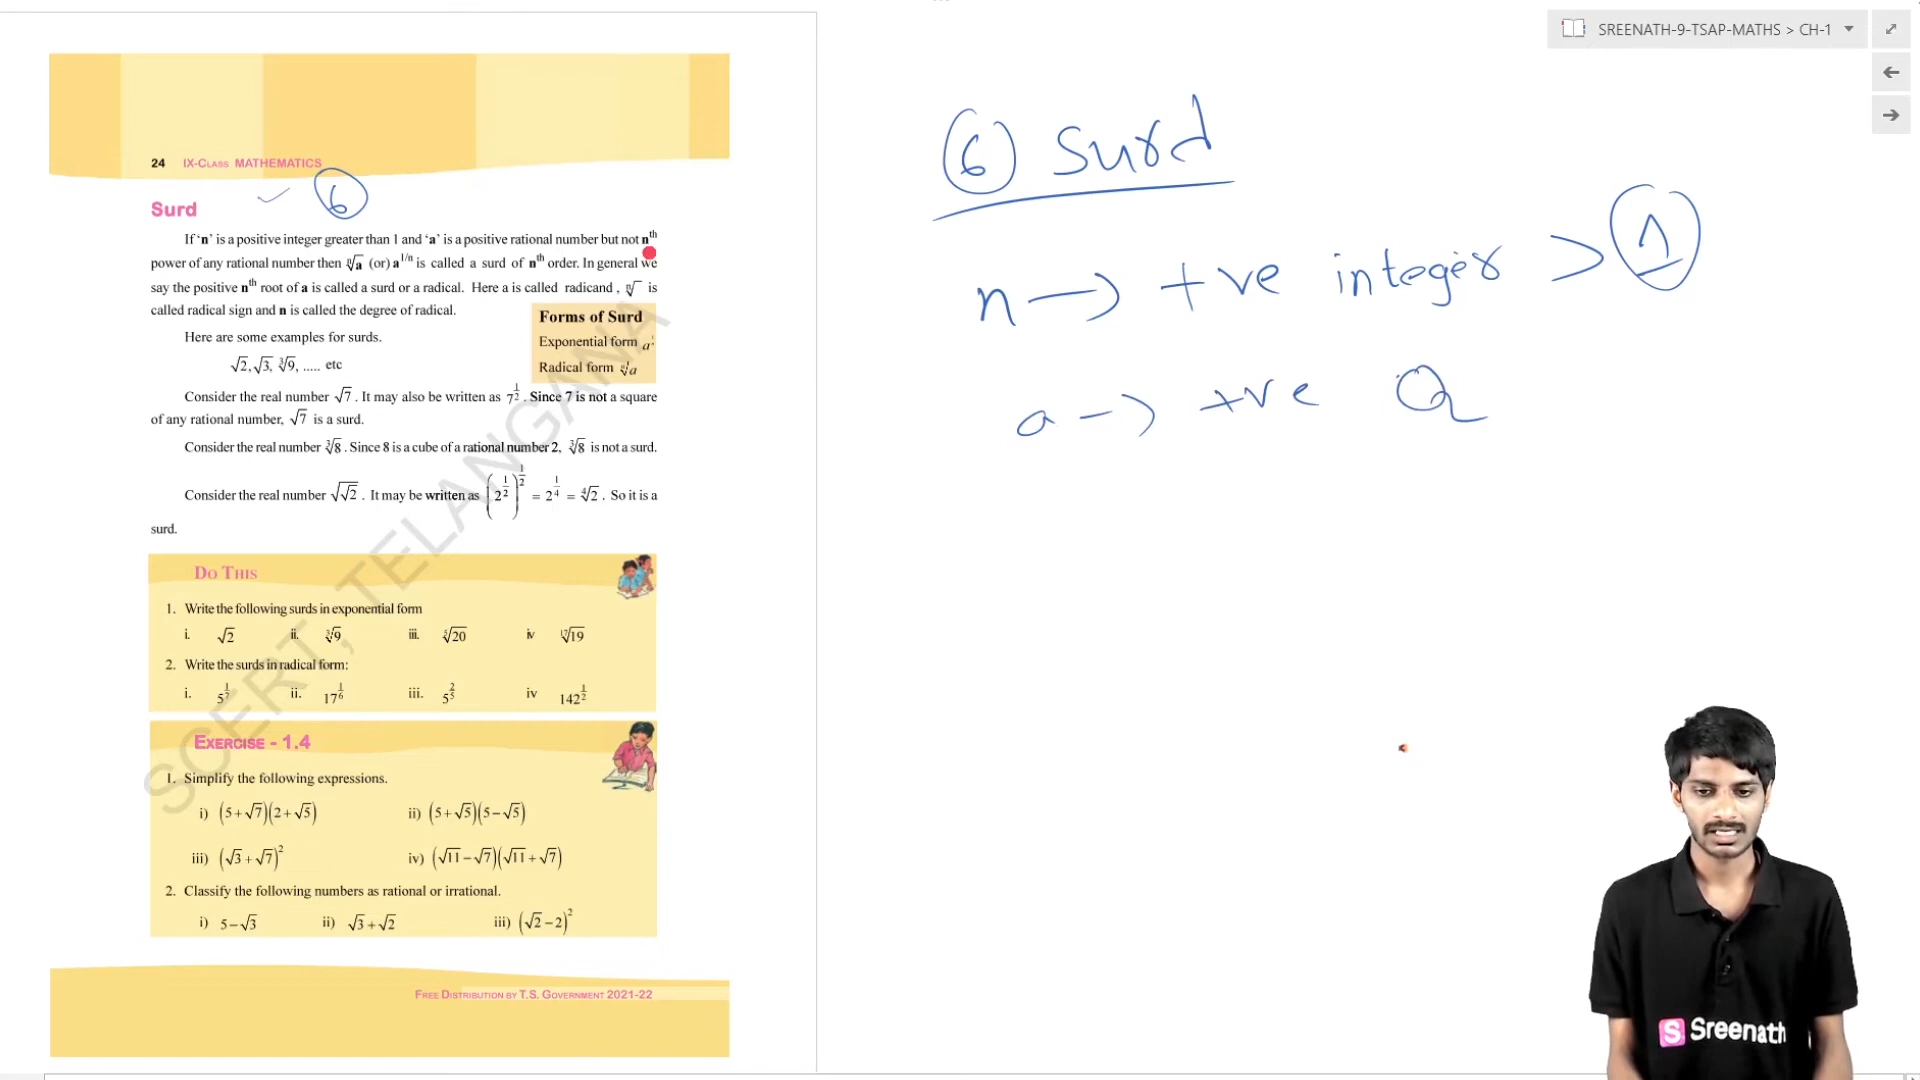 SREENATH-9-TSAP-MATHS > CH-1
24 IX-CLASS MATHEMATICS
6
Surd
If ‘n’ is a positive integer greater than 1 and ‘a’ is a positive rational number but not nᵗʰ
power of any rational number then ⁿ√a (or) a^(1/n) is called a surd of nᵗʰ order. In general we
say the positive nᵗʰ root of a is called a surd or a radical. Here a is called radicand , ⁿ√ is
called radical sign and n is called the degree of radical.
Forms of Surd
Exponential form a
Radical form ⁿ√a
Here are some examples for surds.
√2, √3, ³√9, ..... etc
Consider the real number √7 . It may also be written as 7^(1/2) . Since 7 is not a square
of any rational number, √7 is a surd.
Consider the real number ³√8 . Since 8 is a cube of a rational number 2, ³√8 is not a surd.
Consider the real number √√2 . It may be written as (2^(1/2))^(1/2) = 2^(1/4) = ⁴√2 . So it is a
surd.
DO THIS
1. Write the following surds in exponential form
i. √2 ii. ³√9 iii. ⁵√20 iv ¹⁷√19
2. Write the surds in radical form:
i. 5^(1/7) ii. 17^(1/6) iii. 5^(2/5) iv 142^(1/2)
EXERCISE - 1.4
1. Simplify the following expressions.
i) (5+√7)(2+√5) ii) (5+√5)(5−√5)
iii) (√3+√7)² iv) (√11−√7)(√11+√7)
2. Classify the following numbers as rational or irrational.
i) 5−√3 ii) √3+√2 iii) (√2−2)²
FREE DISTRIBUTION BY T.S. GOVERNMENT 2021-22
SCERT, TELANGANA
6 Surd
n → +ve integer > 1
a → +ve Q
S Sreenath